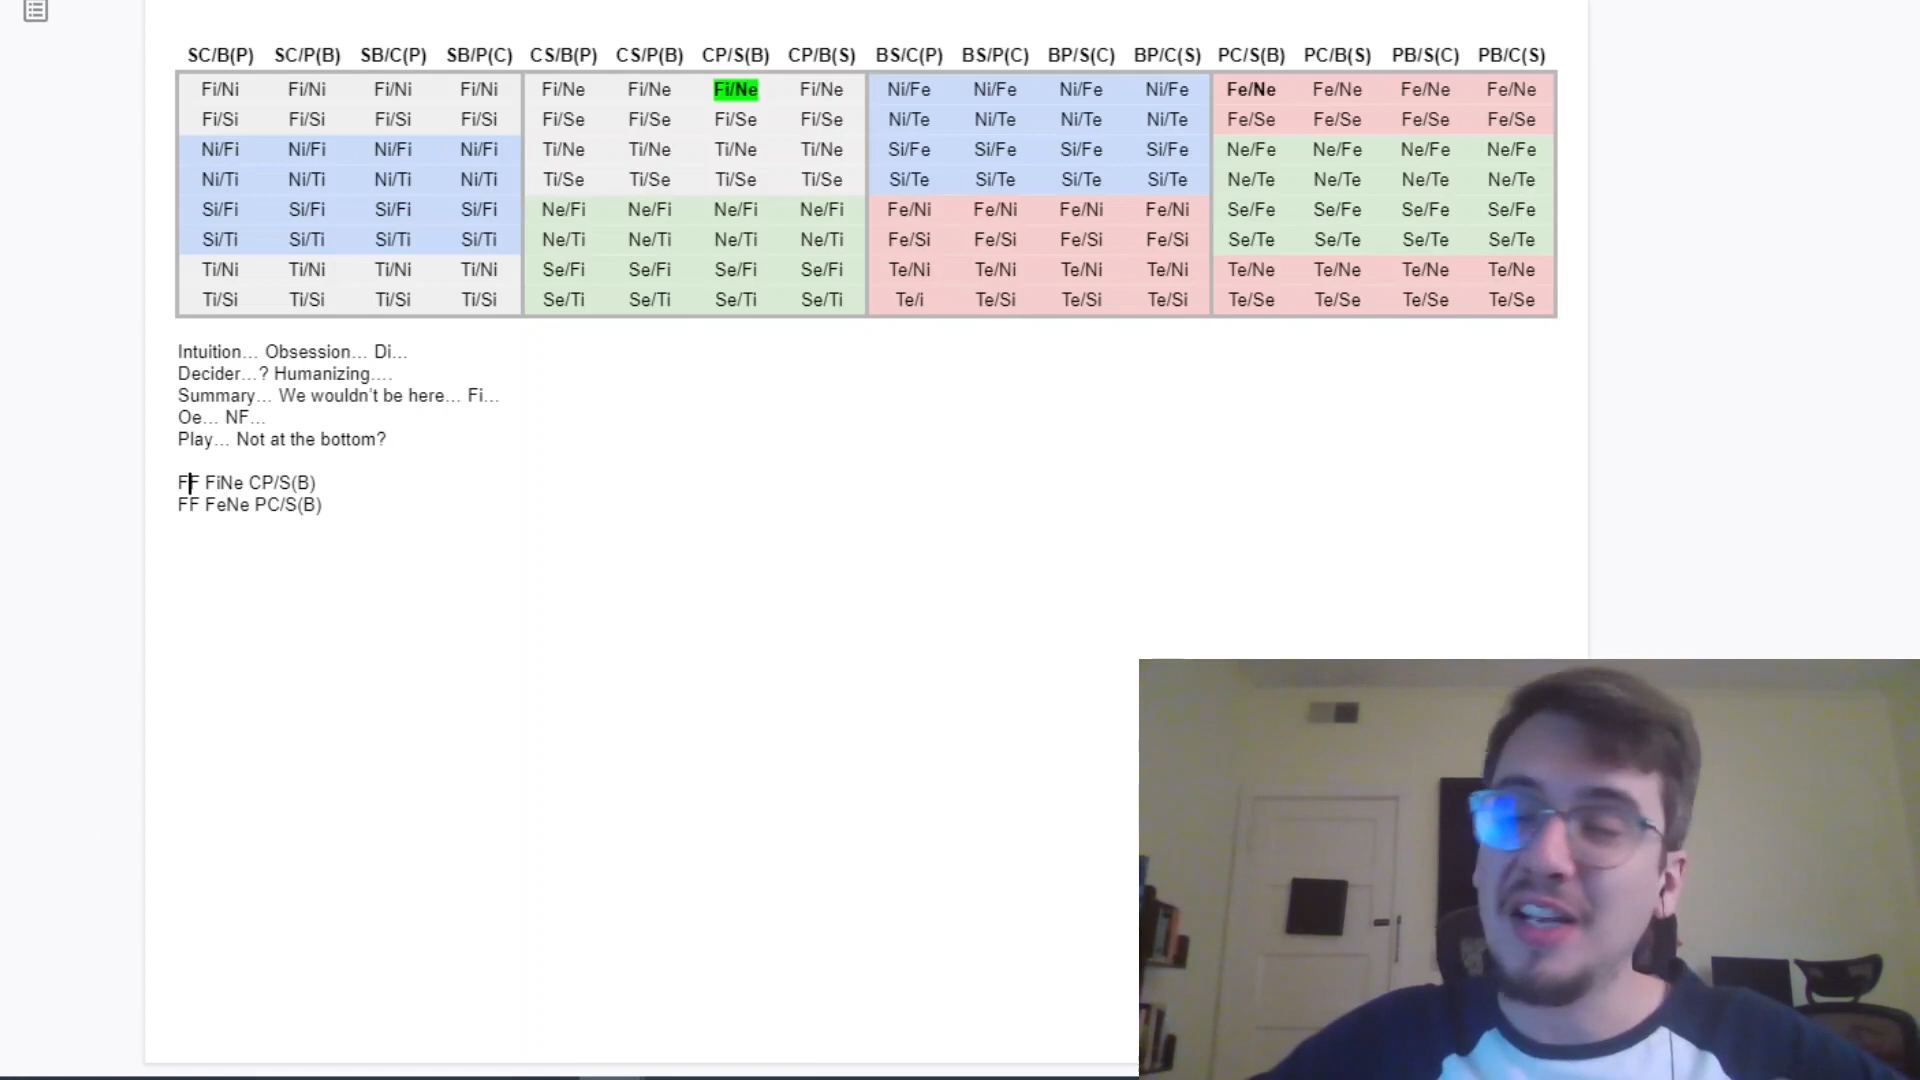 SC/B(P) SC/P(B) SB/C(P) SB/P(C) CS/B(P) CS/P(B) CP/S(B) CP/B(S) BS/C(P) BS/P(C) BP/S(C) BP/C(S) PC/S(B) PC/B(S) PB/S(C) PB/C(S)
Fi/Ni Fi/Ni Fi/Ni Fi/Ni Fi/Ne Fi/Ne Fi/Ne Fi/Ne Ni/Fe Ni/Fe Ni/Fe Ni/Fe Fe/Ne Fe/Ne Fe/Ne Fe/Ne
Fi/Si Fi/Si Fi/Si Fi/Si Fi/Se Fi/Se Fi/Se Fi/Se Ni/Te Ni/Te Ni/Te Ni/Te Fe/Se Fe/Se Fe/Se Fe/Se
Ni/Fi Ni/Fi Ni/Fi Ni/Fi Ti/Ne Ti/Ne Ti/Ne Ti/Ne Si/Fe Si/Fe Si/Fe Si/Fe Ne/Fe Ne/Fe Ne/Fe Ne/Fe
Ni/Ti Ni/Ti Ni/Ti Ni/Ti Ti/Se Ti/Se Ti/Se Ti/Se Si/Te Si/Te Si/Te Si/Te Ne/Te Ne/Te Ne/Te Ne/Te
Si/Fi Si/Fi Si/Fi Si/Fi Ne/Fi Ne/Fi Ne/Fi Ne/Fi Fe/Ni Fe/Ni Fe/Ni Fe/Ni Se/Fe Se/Fe Se/Fe Se/Fe
Si/Ti Si/Ti Si/Ti Si/Ti Ne/Ti Ne/Ti Ne/Ti Ne/Ti Fe/Si Fe/Si Fe/Si Fe/Si Se/Te Se/Te Se/Te Se/Te
Ti/Ni Ti/Ni Ti/Ni Ti/Ni Se/Fi Se/Fi Se/Fi Se/Fi Te/Ni Te/Ni Te/Ni Te/Ni Te/Ne Te/Ne Te/Ne Te/Ne
Ti/Si Ti/Si Ti/Si Ti/Si Se/Ti Se/Ti Se/Ti Se/Ti Te/i Te/Si Te/Si Te/Si Te/Se Te/Se Te/Se Te/Se
Intuition… Obsession… Di…
Decider…? Humanizing….
Summary… We wouldn't be here… Fi…
Oe… NF…
Play… Not at the bottom?
FF FiNe CP/S(B)
FF FeNe PC/S(B)